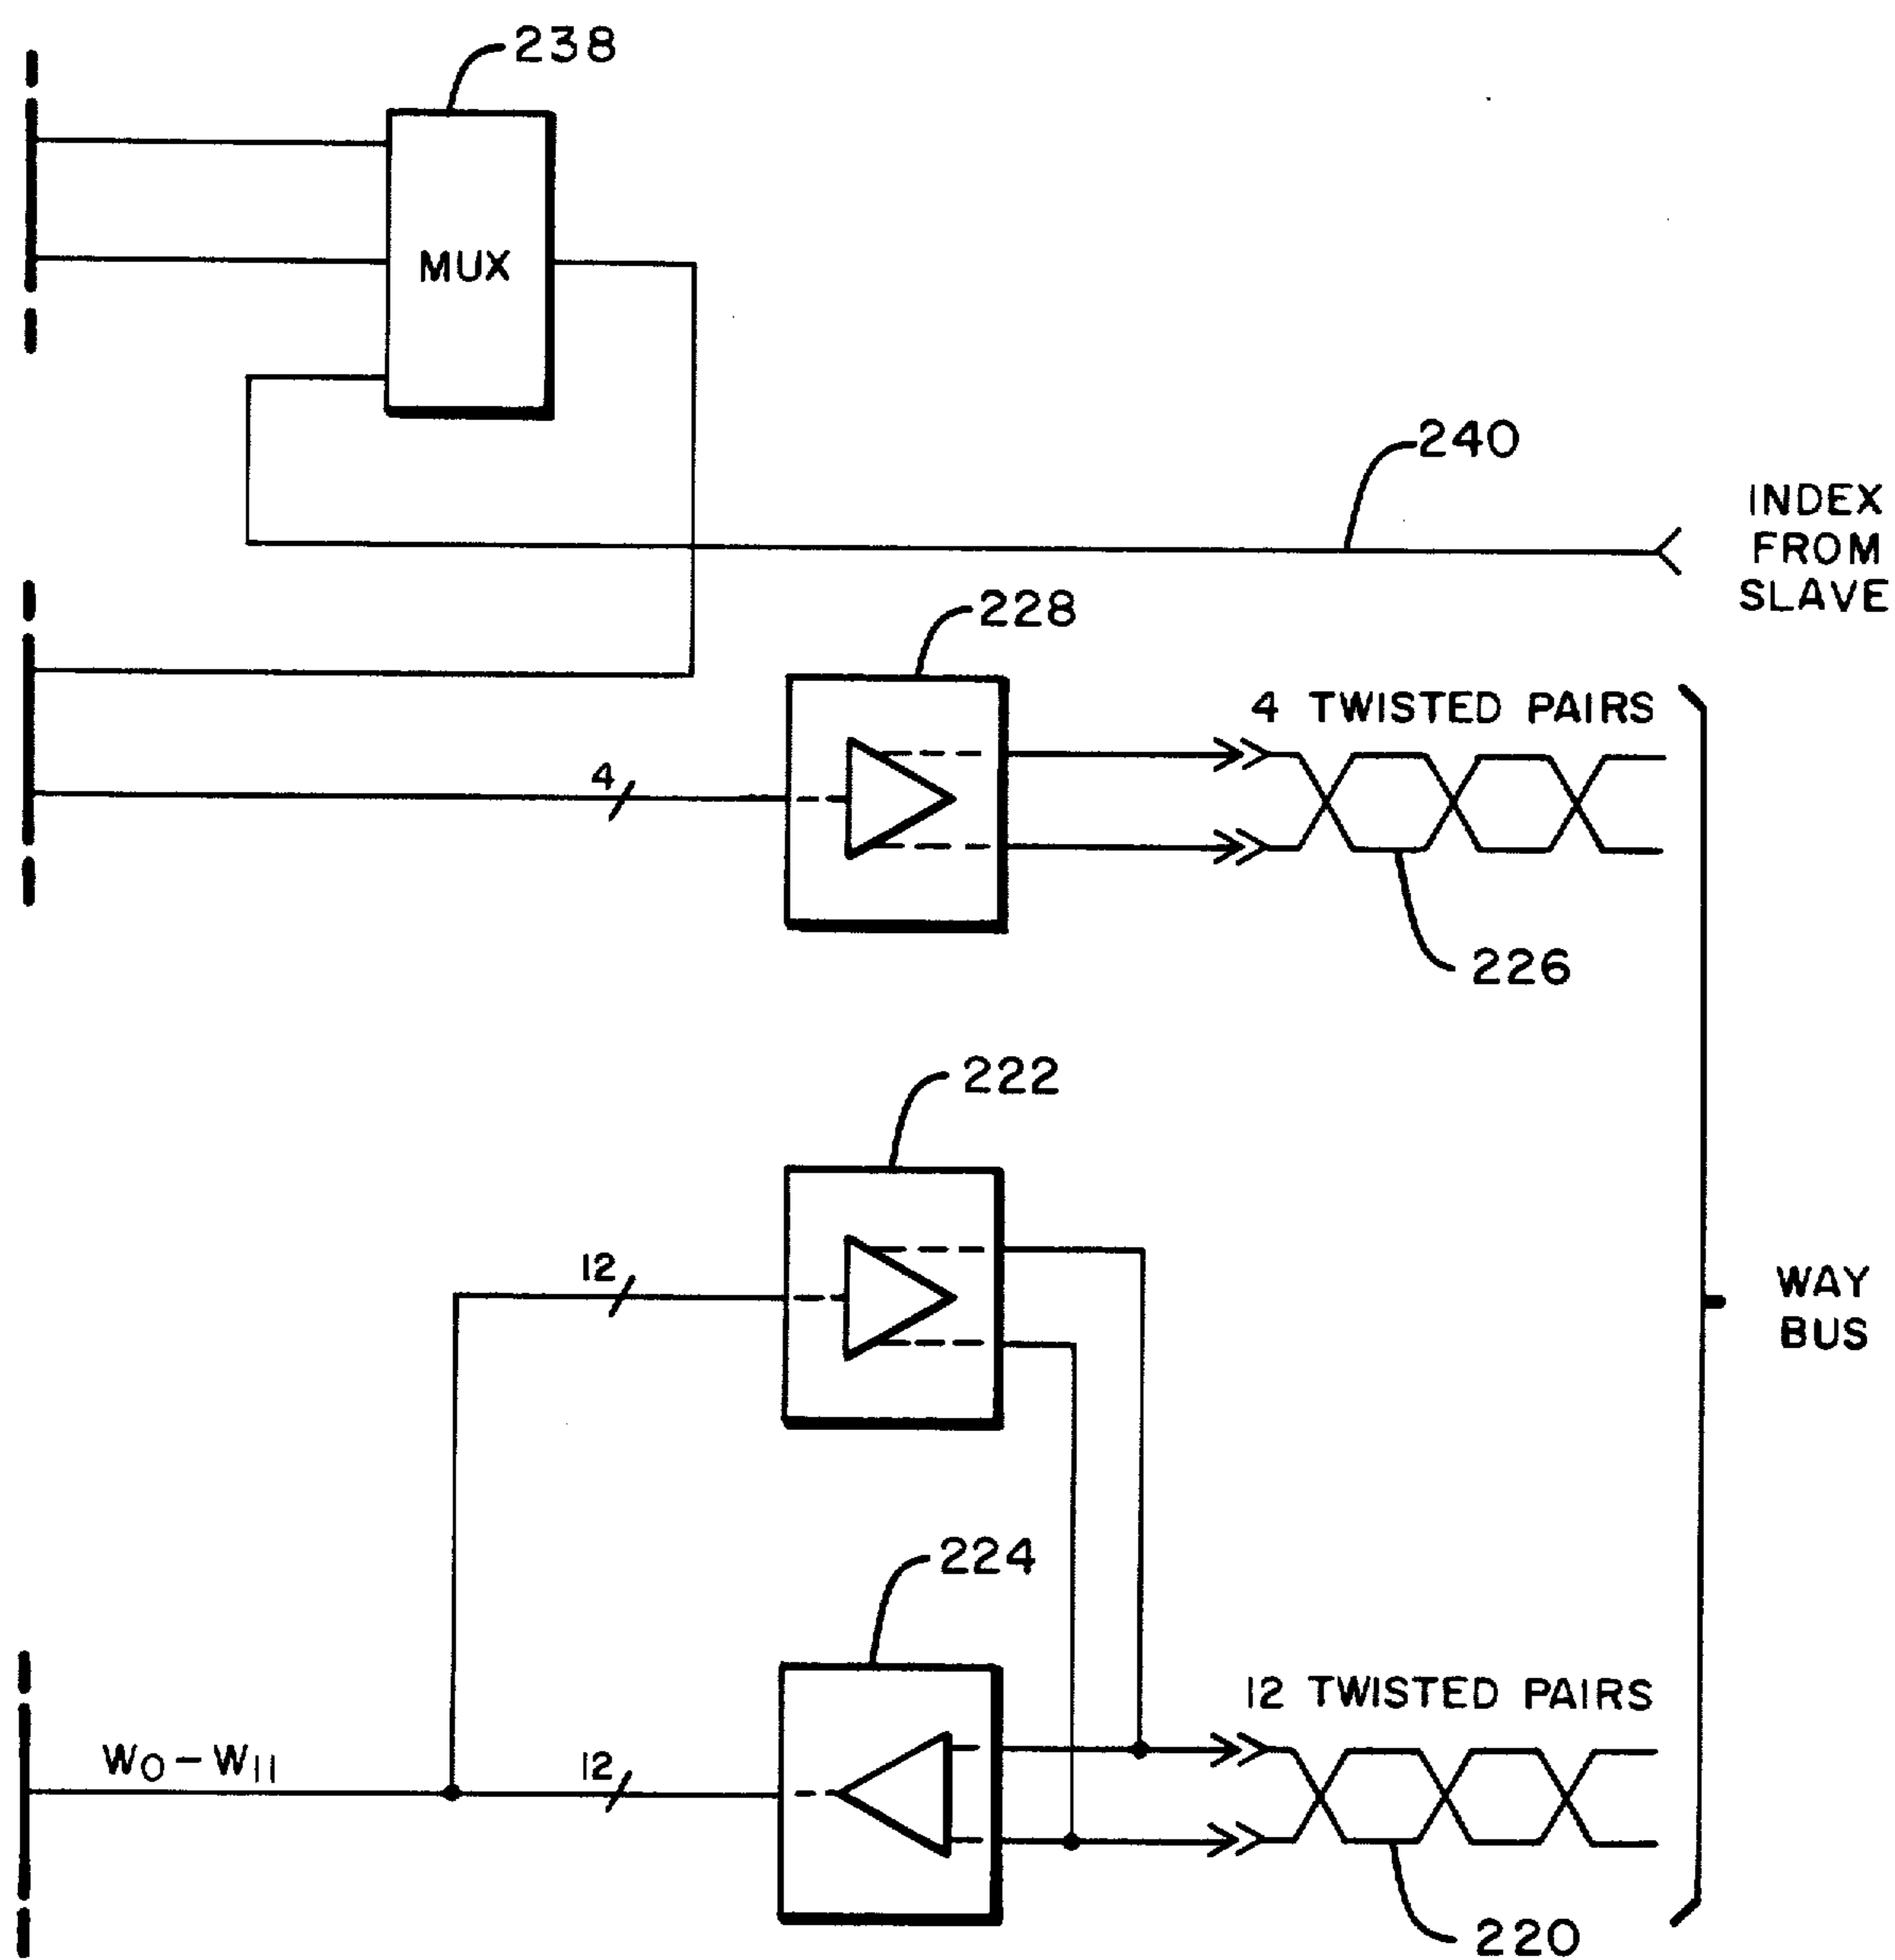 238
MUX
240
INDEX
FROM
SLAVE
228
4 TWISTED PAIRS
4
226
222
12
WAY
BUS
224
12 TWISTED PAIRS
W0-W11
12
220